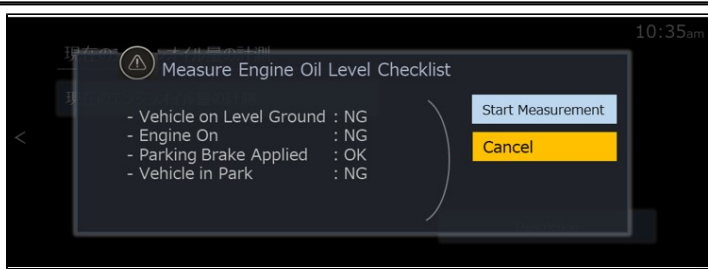 10:35am
Measure Engine Oil Level Checklist
- Vehicle on Level Ground : NG
- Engine On : NG
- Parking Brake Applied : OK
- Vehicle in Park : NG
Start Measurement
Cancel
<